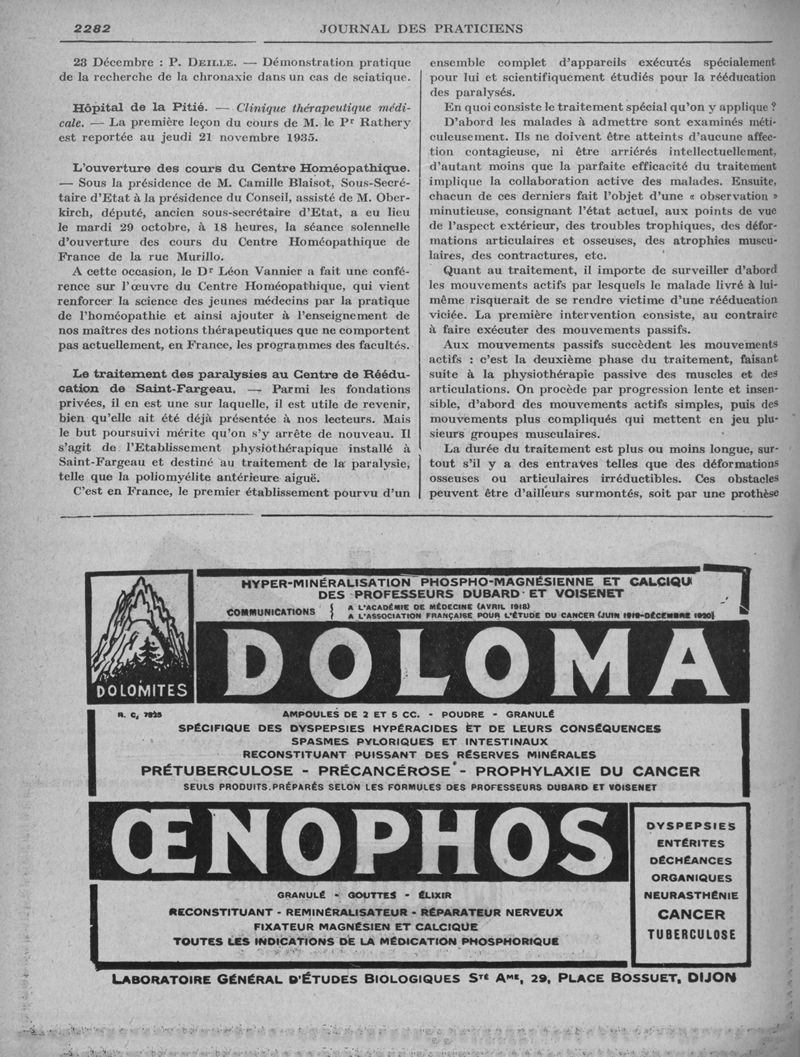 2282
JOURNAL DES PRATICIENS
23 Décembre : P. DEILLE. — Démonstration pratique
de la recherche de la chronaxie dans un cas de sciatique.
Hôpital de la Pitié. — Clinique thérapeutique médi-
cale. — La première leçon du cours de M. le Pr Rathery
est reportée au jeudi 21 novembre 1935.
L'ouverture des cours du Centre Homéopathique.
— Sous la présidence de M. Camille Blaisot, Sous-Secré-
taire d'Etat à la présidence du Conseil, assisté de M. Ober-
kirch, député, ancien sous-secrétaire d'Etat, a eu lieu
le mardi 29 octobre, à 18 heures, la séance solennelle
d'ouverture des cours du Centre Homéopathique de
France de la rue Murillo.
A cette occasion, le Dr Léon Vannier a fait une confé-
rence sur l'œuvre du Centre Homéopathique, qui vient
renforcer la science des jeunes médecins par la pratique
de l'homéopathie et ainsi ajouter à l'enseignement de
nos maîtres des notions thérapeutiques que ne comportent
pas actuellement, en France, les programmes des facultés.
Le traitement des paralysies au Centre de Réédu-
cation de Saint-Fargeau. — Parmi les fondations
privées, il en est une sur laquelle, il est utile de revenir,
bien qu'elle ait été déjà présentée à nos lecteurs. Mais
le but poursuivi mérite qu'on s'y arrête de nouveau. Il
s'agit de l'Etablissement physiothérapique installé à
Saint-Fargeau et destiné au traitement de la paralysie,
telle que la poliomyélite antérieure aiguë.
C'est en France, le premier établissement pourvu d'un
ensemble complet d'appareils exécutés spécialement
pour lui et scientifiquement étudiés pour la rééducation
des paralysés.
En quoi consiste le traitement spécial qu'on y applique ?
D'abord les malades à admettre sont examinés méti-
culeusement. Ils ne doivent être atteints d'aucune affec-
tion contagieuse, ni être arriérés intellectuellement,
d'autant moins que la parfaite efficacité du traitement
implique la collaboration active des malades. Ensuite,
chacun de ces derniers fait l'objet d'une « observation »
minutieuse, consignant l'état actuel, aux points de vue
de l'aspect extérieur, des troubles trophiques, des défor-
mations articulaires et osseuses, des atrophies muscu-
laires, des contractures, etc.
Quant au traitement, il importe de surveiller d'abord
les mouvements actifs par lesquels le malade livré à lui-
même risquerait de se rendre victime d'une rééducation
viciée. La première intervention consiste, au contraire
à faire exécuter des mouvements passifs.
Aux mouvements passifs succèdent les mouvements
actifs : c'est la deuxième phase du traitement, faisant
suite à la physiothérapie passive des muscles et des
articulations. On procède par progression lente et insen-
sible, d'abord des mouvements actifs simples, puis des
mouvements plus compliqués qui mettent en jeu plu-
sieurs groupes musculaires.
La durée du traitement est plus ou moins longue, sur-
tout s'il y a des entraves telles que des déformations
osseuses ou articulaires irréductibles. Ces obstacles
peuvent être d'ailleurs surmontés, soit par une prothèse
HYPER-MINÉRALISATION PHOSPHO-MAGNÉSIENNE ET CALCIQU
DES PROFESSEURS DUBARD ET VOISENET
COMMUNICATIONS { A L'ACADÉMIE DE MÉDECINE (AVRIL 1918)
A L'ASSOCIATION FRANÇAISE POUR L'ÉTUDE DU CANCER (JUIN 1919-DÉCEMBRE 1920)
DOLOMITES
DOLOMA
R. C. 7825
AMPOULES DE 2 ET 5 CC. - POUDRE - GRANULÉ
SPÉCIFIQUE DES DYSPEPSIES HYPÉRACIDES ET DE LEURS CONSÉQUENCES
SPASMES PYLORIQUES ET INTESTINAUX
RECONSTITUANT PUISSANT DES RÉSERVES MINÉRALES
PRÉTUBERCULOSE - PRÉCANCÉROSE - PROPHYLAXIE DU CANCER
SEULS PRODUITS PRÉPARÉS SELON LES FORMULES DES PROFESSEURS DUBARD ET VOISENET
ŒNOPHOS
GRANULÉ - GOUTTES - ÉLIXIR
RECONSTITUANT - REMINÉRALISATEUR - RÉPARATEUR NERVEUX
FIXATEUR MAGNÉSIEN ET CALCIQUE
TOUTES LES INDICATIONS DE LA MÉDICATION PHOSPHORIQUE
DYSPEPSIES
ENTÉRITES
DÉCHÉANCES
ORGANIQUES
NEURASTHÉNIE
CANCER
TUBERCULOSE
LABORATOIRE GÉNÉRAL D'ÉTUDES BIOLOGIQUES STÉ AME, 29, PLACE BOSSUET, DIJON